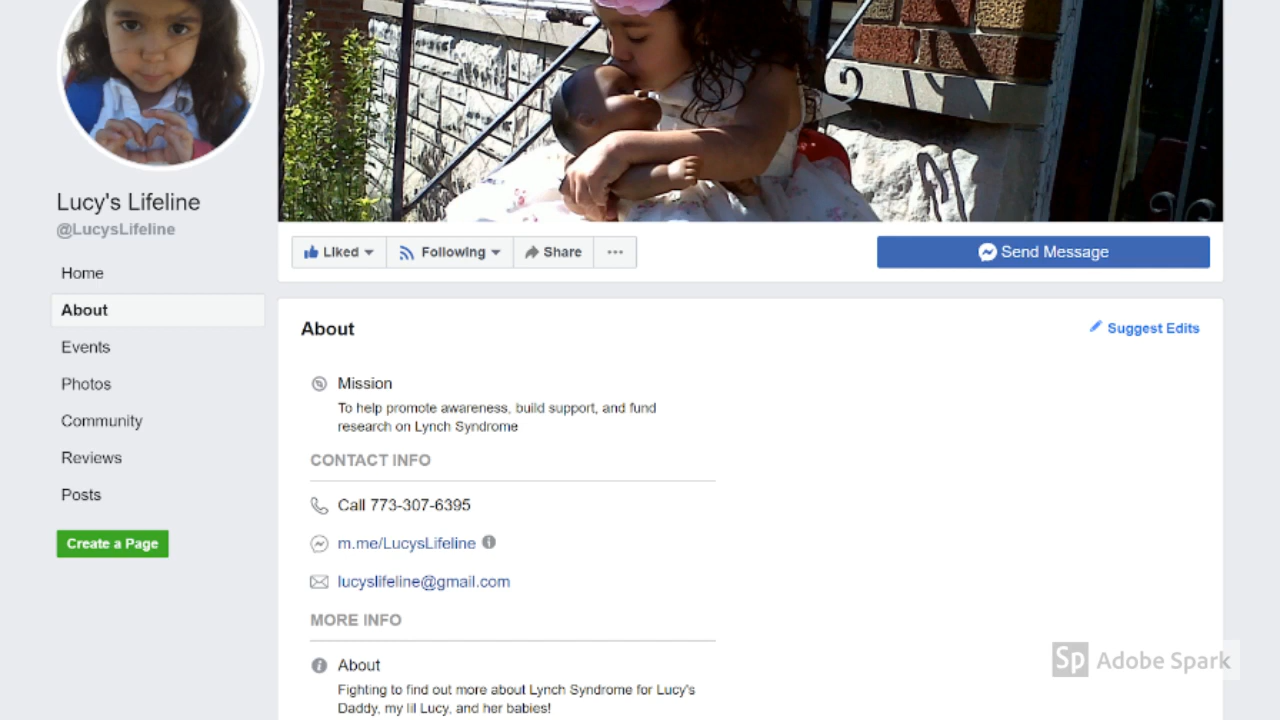 Lucy's Lifeline
@LucysLifeline
Home
About
Events
Photos
Community
Reviews
Posts
Create a Page
Liked Following Share ...
Send Message
About
Suggest Edits
Mission
To help promote awareness, build support, and fund
research on Lynch Syndrome
CONTACT INFO
Call 773-307-6395
m.me/LucysLifeline
lucyslifeline@gmail.com
MORE INFO
About
Fighting to find out more about Lynch Syndrome for Lucy's
Daddy, my lil Lucy, and her babies!
Sp Adobe Spark